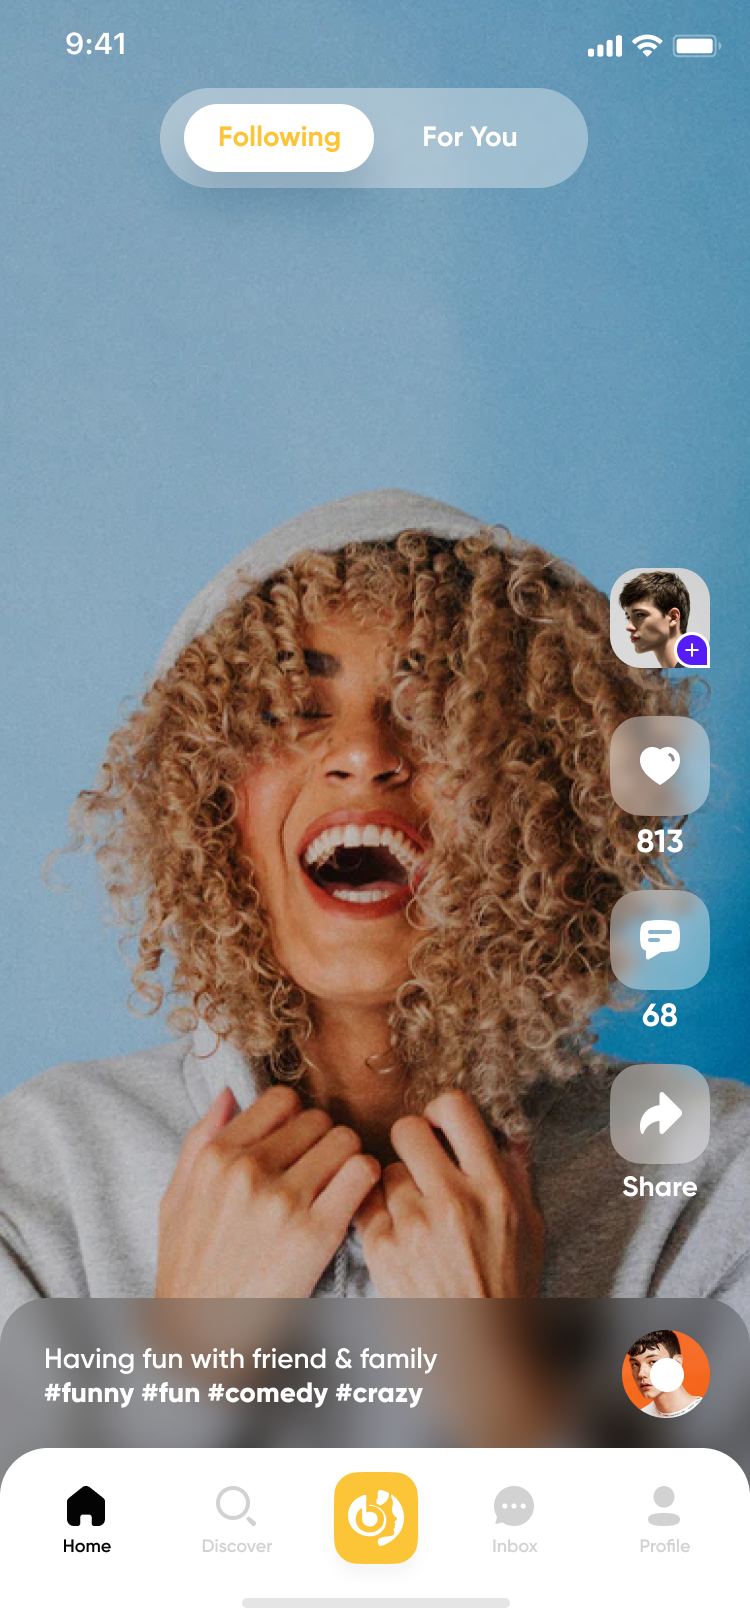 9:41
Following
For You
813
68
Share
Having fun with friend & family
#funny #fun #comedy #crazy
Home
Discover
Inbox
Profile